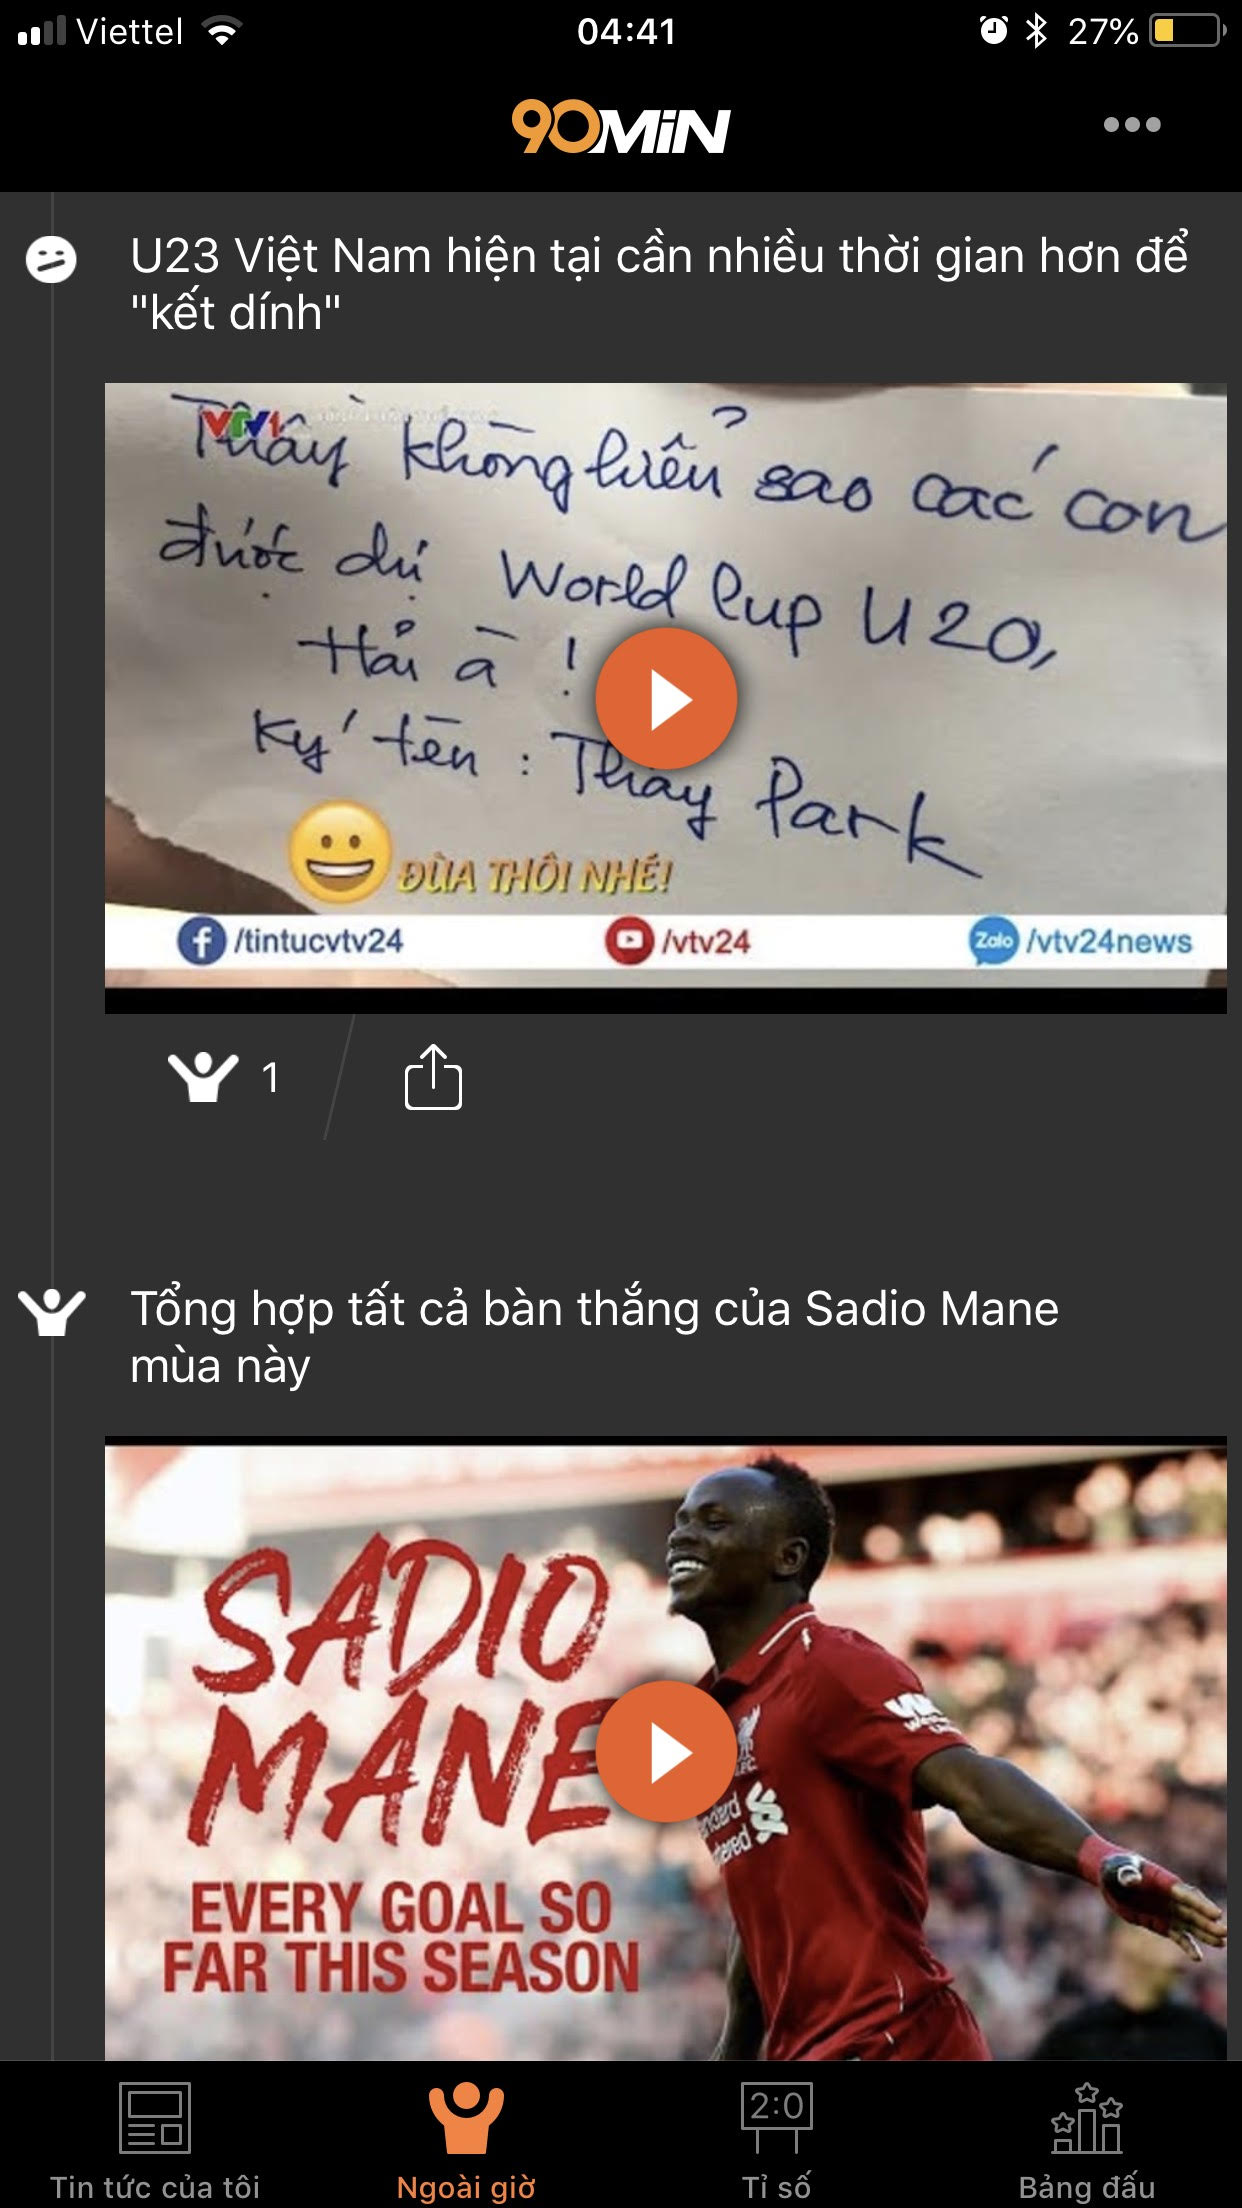 Viettel 04:41 27%
90MiN
U23 Việt Nam hiện tại cần nhiều thời gian hơn để
"kết dính"
VTV1
Thầy không hiểu sao các con
được dự World Cup U20,
Hải à !
Ký tên : Thầy Park
ĐÙA THÔI NHÉ!
/tintucvtv24 /vtv24 Zalo /vtv24news
1
Tổng hợp tất cả bàn thắng của Sadio Mane
mùa này
SADIO
MANE
EVERY GOAL SO
FAR THIS SEASON
2:0
Tin tức của tôi Ngoài giờ Tỉ số Bảng đấu